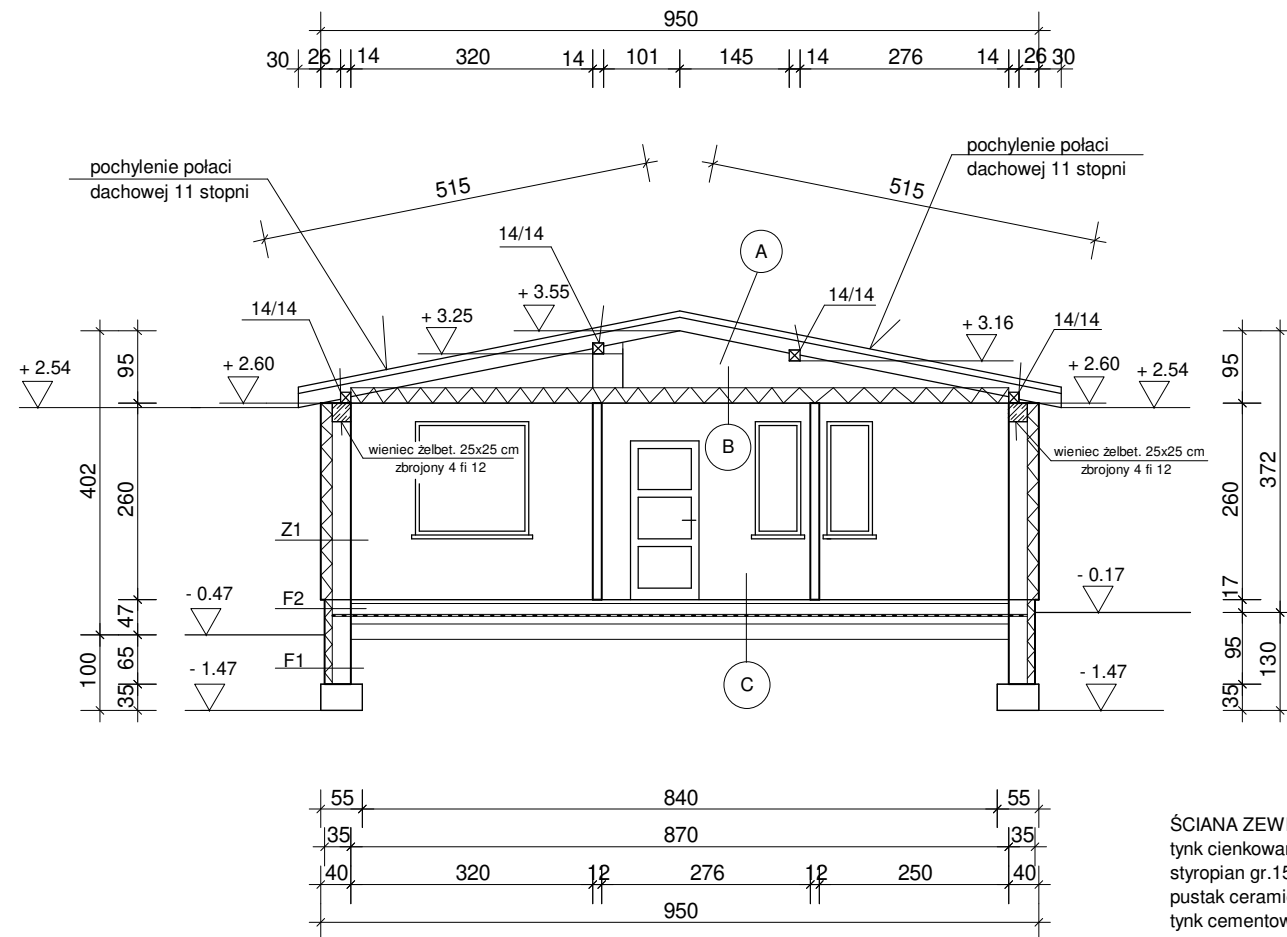 950
30 26 14 320 14 101 145 14 276 14 26 30
pochylenie połaci
dachowej 11 stopni
pochylenie połaci
dachowej 11 stopni
515
515
14/14
A
14/14
+ 3.25
+ 3.55
14/14
+ 3.16
14/14
+ 2.54
+ 2.60
+ 2.60
+ 2.54
95
95
wieniec żelbet. 25x25 cm
zbrojony 4 fi 12
B
wieniec żelbet. 25x25 cm
zbrojony 4 fi 12
402
260
372
260
Z1
- 0.47
F2
- 0.17
47
17
100
65
F1
95
130
- 1.47
C
- 1.47
35
35
55 840 55
35 870 35
40 320 12 276 12 250 40
950
ŚCIANA ZEW
tynk cienkowar
styropian gr.15
pustak cerami
tynk cementow